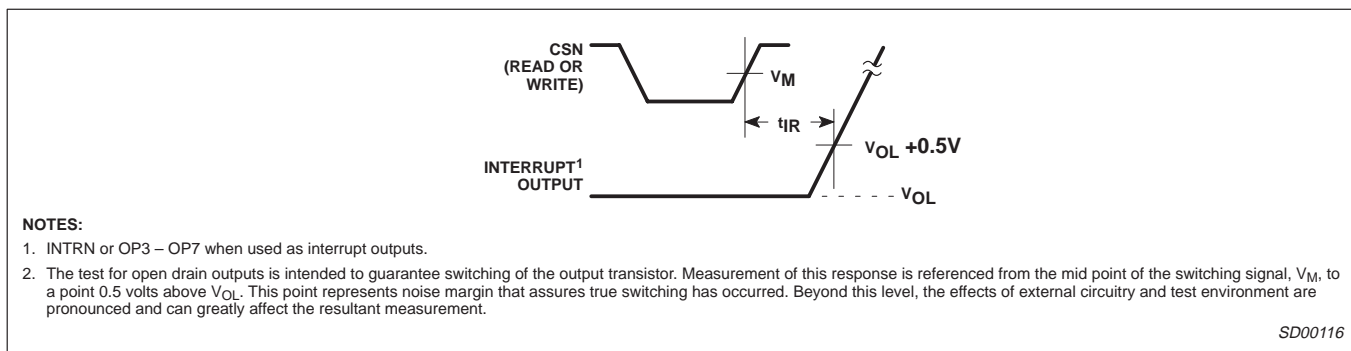 CSN
(READ OR
WRITE)
VM
tIR
VOL +0.5V
INTERRUPT1
OUTPUT
VOL
NOTES:
1. INTRN or OP3 – OP7 when used as interrupt outputs.
2. The test for open drain outputs is intended to guarantee switching of the output transistor. Measurement of this response is referenced from the mid point of the switching signal, VM, to
a point 0.5 volts above VOL. This point represents noise margin that assures true switching has occurred. Beyond this level, the effects of external circuitry and test environment are
pronounced and can greatly affect the resultant measurement.
SD00116